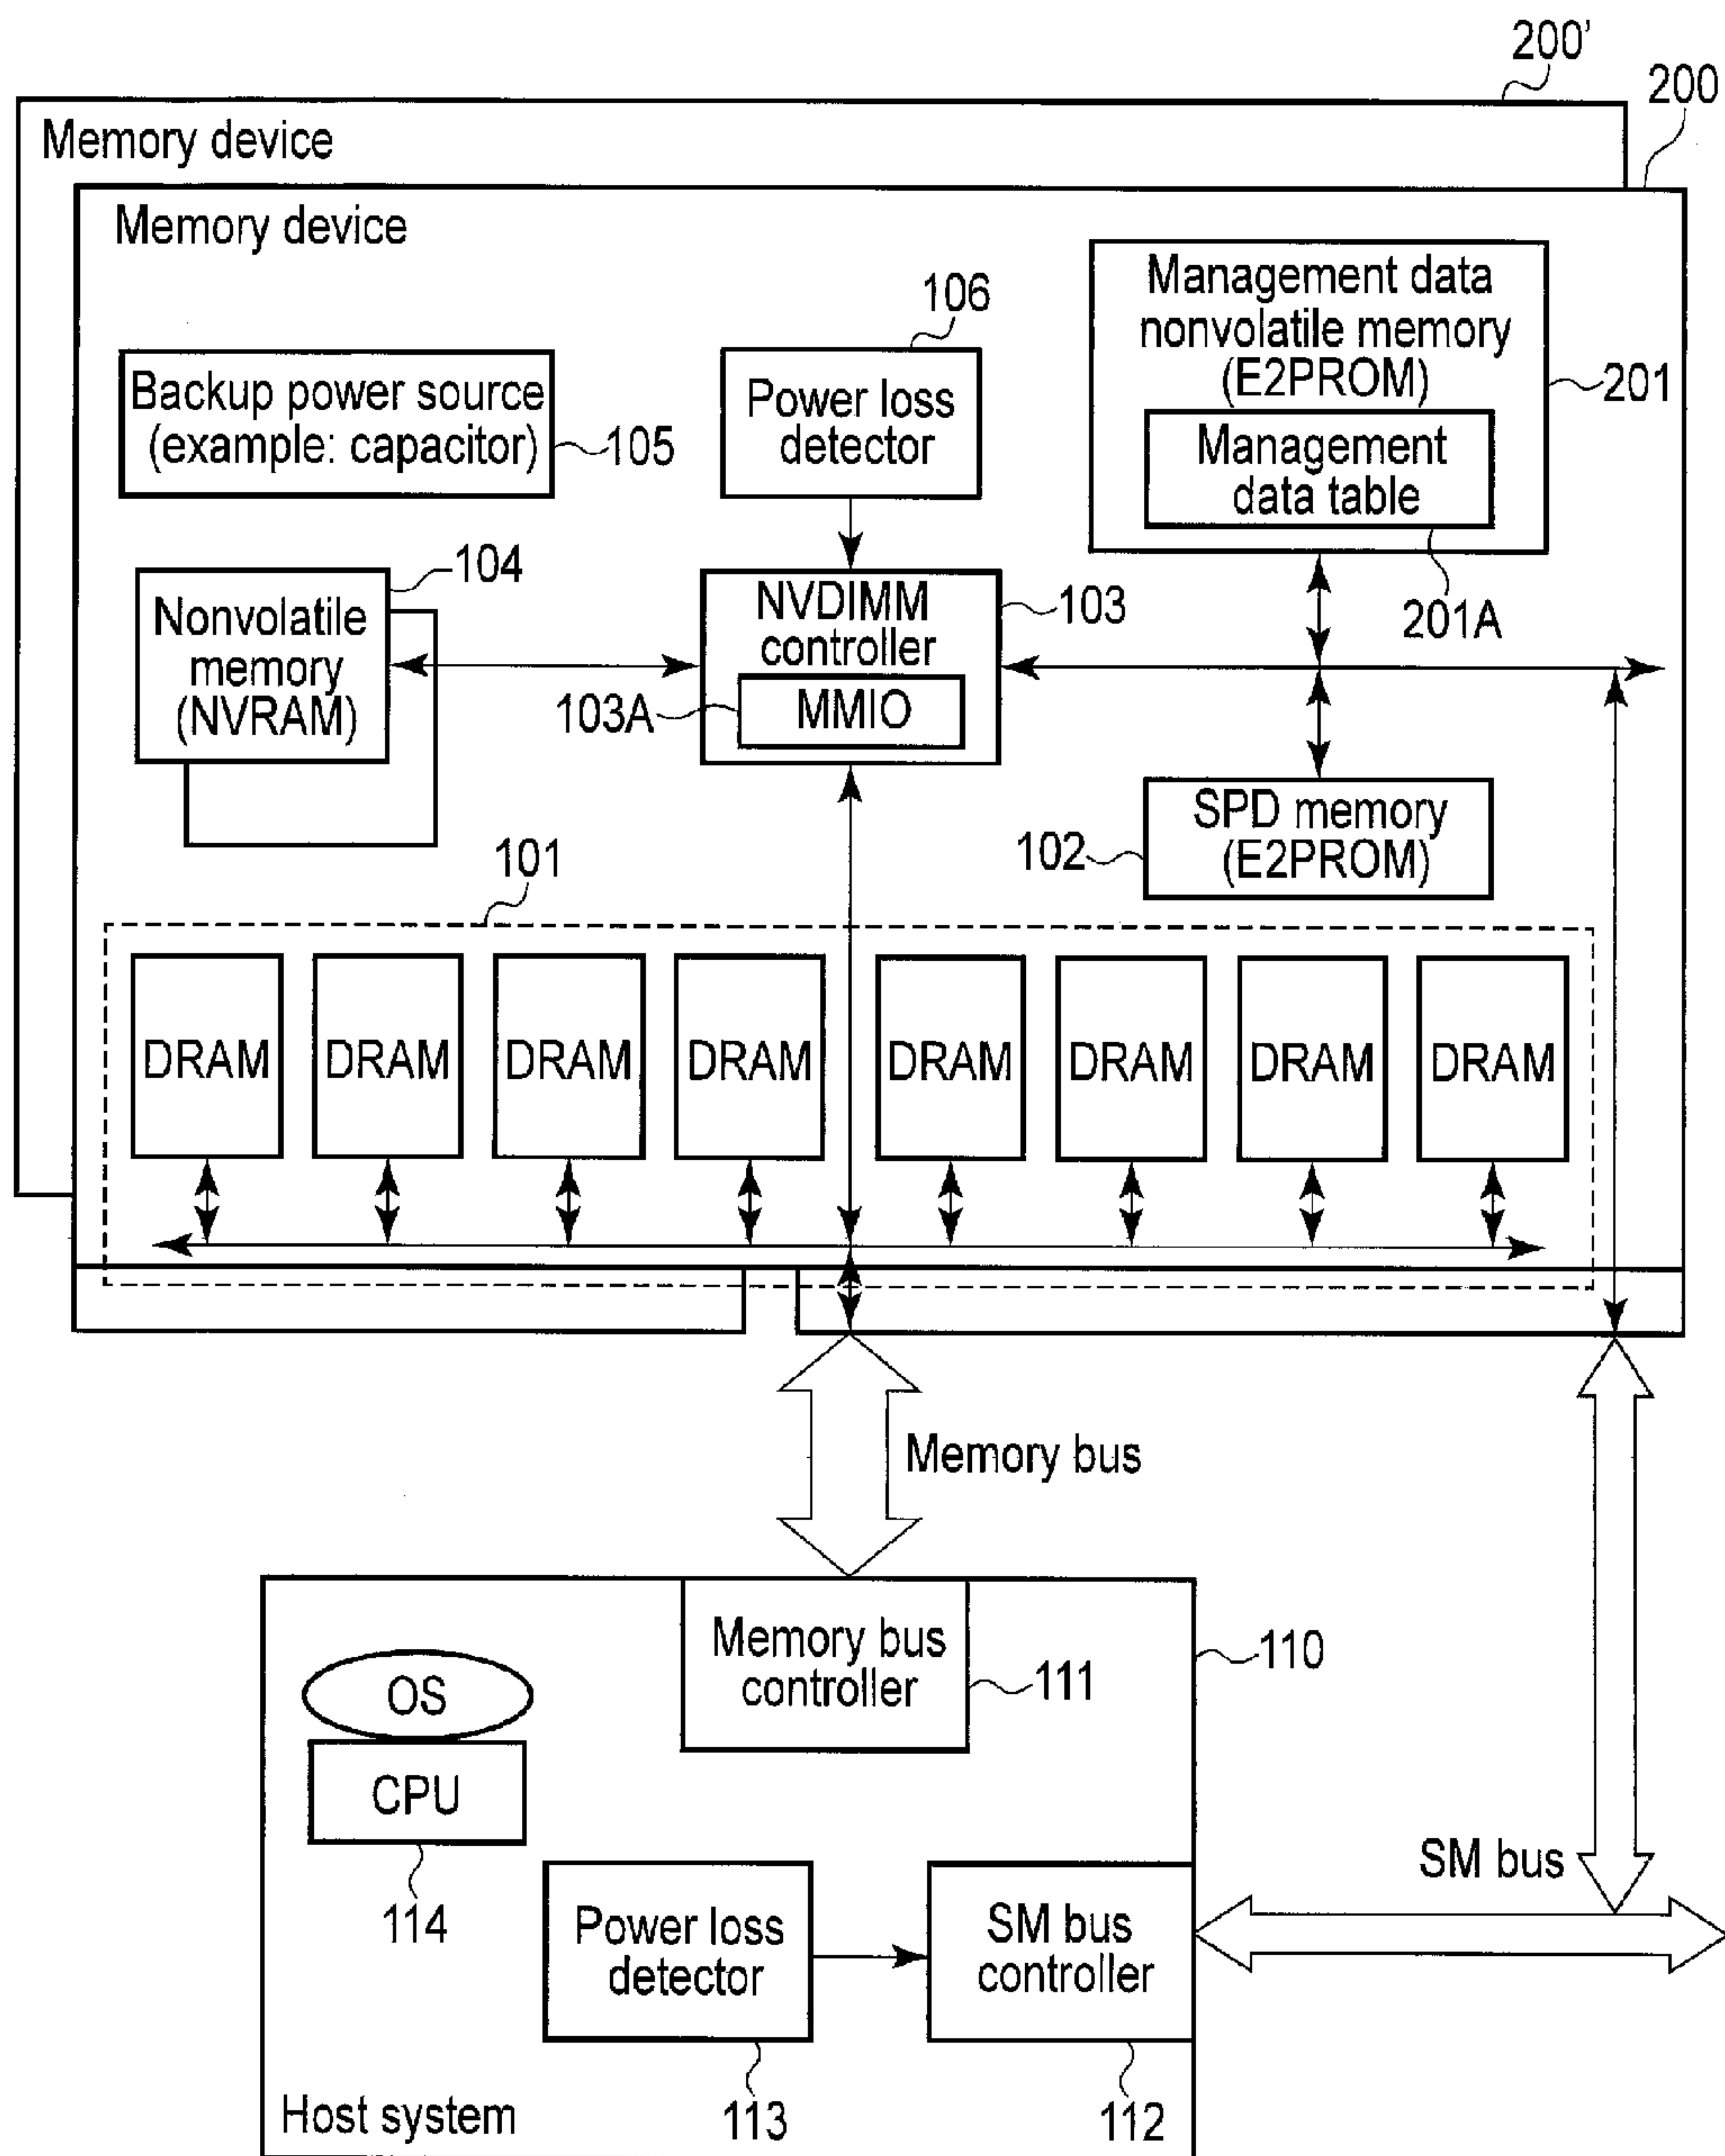 200'
200
Memory device
Memory device
Management data
nonvolatile memory
(E2PROM)
201
Management
data table
201A
106
Power loss
detector
Backup power source
(example: capacitor)
105
104
Nonvolatile
memory
(NVRAM)
NVDIMM
controller
103
MMIO
103A
SPD memory
(E2PROM)
102
101
DRAM
DRAM
DRAM
DRAM
DRAM
DRAM
DRAM
DRAM
Memory bus
Memory bus
controller
111
110
OS
CPU
114
SM bus
Power loss
detector
SM bus
controller
113
112
Host system